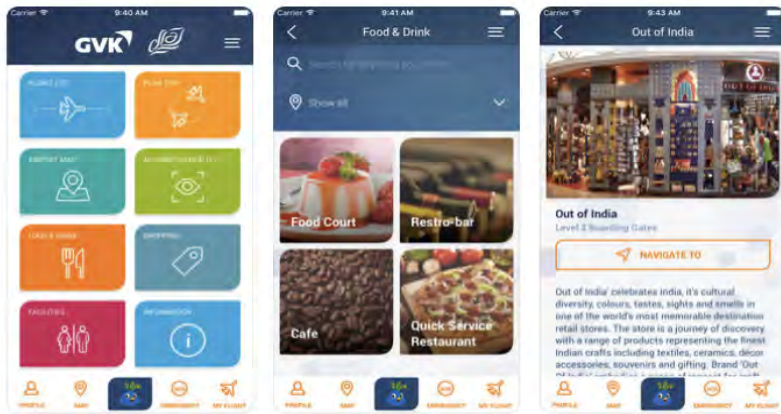 Carrier 9:40 AM
GVK
FOOD & DRINK
SHOPPING
FACILITIES
INFORMATION
PROFILE MAP EMERGENCY MY FLIGHT
Carrier 9:41 AM
Food & Drink
Show all
Food Court
Restro-bar
Cafe
Quick Service
Restaurant
PROFILE MAP EMERGENCY MY FLIGHT
Carrier 9:43 AM
Out of India
OUT OF INDIA
Out of India
Level 3 Boarding Gates
NAVIGATE TO
Out of India' celebrates India, it's cultural
diversity, colours, tastes, sights and smells in
one of the world's most memorable destination
retail stores. The store is a journey of discovery
with a range of products representing the finest
Indian crafts including textiles, ceramics, décor
accessories, souvenirs and gifting. Brand 'Out
PROFILE MAP EMERGENCY MY FLIGHT